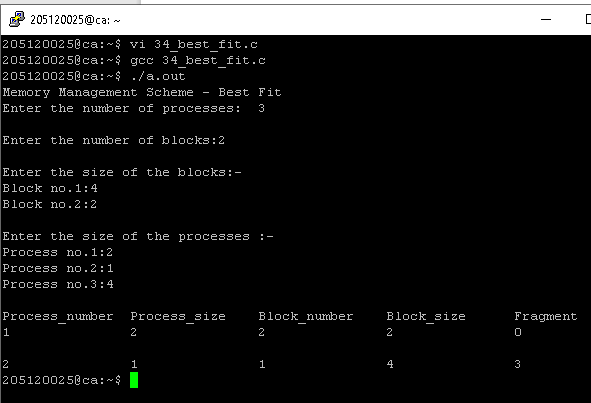 205120025@ca: ~
205120025@ca:~$ vi 34_best_fit.c
205120025@ca:~$ gcc 34_best_fit.c
205120025@ca:~$ ./a.out
Memory Management Scheme - Best Fit
Enter the number of processes:  3
Enter the number of blocks:2
Enter the size of the blocks:-
Block no.1:4
Block no.2:2
Enter the size of the processes :-
Process no.1:2
Process no.2:1
Process no.3:4
Process_number  Process_size    Block_number    Block_size      Fragment
1               2               2               2               0
2               1               1               4               3
205120025@ca:~$